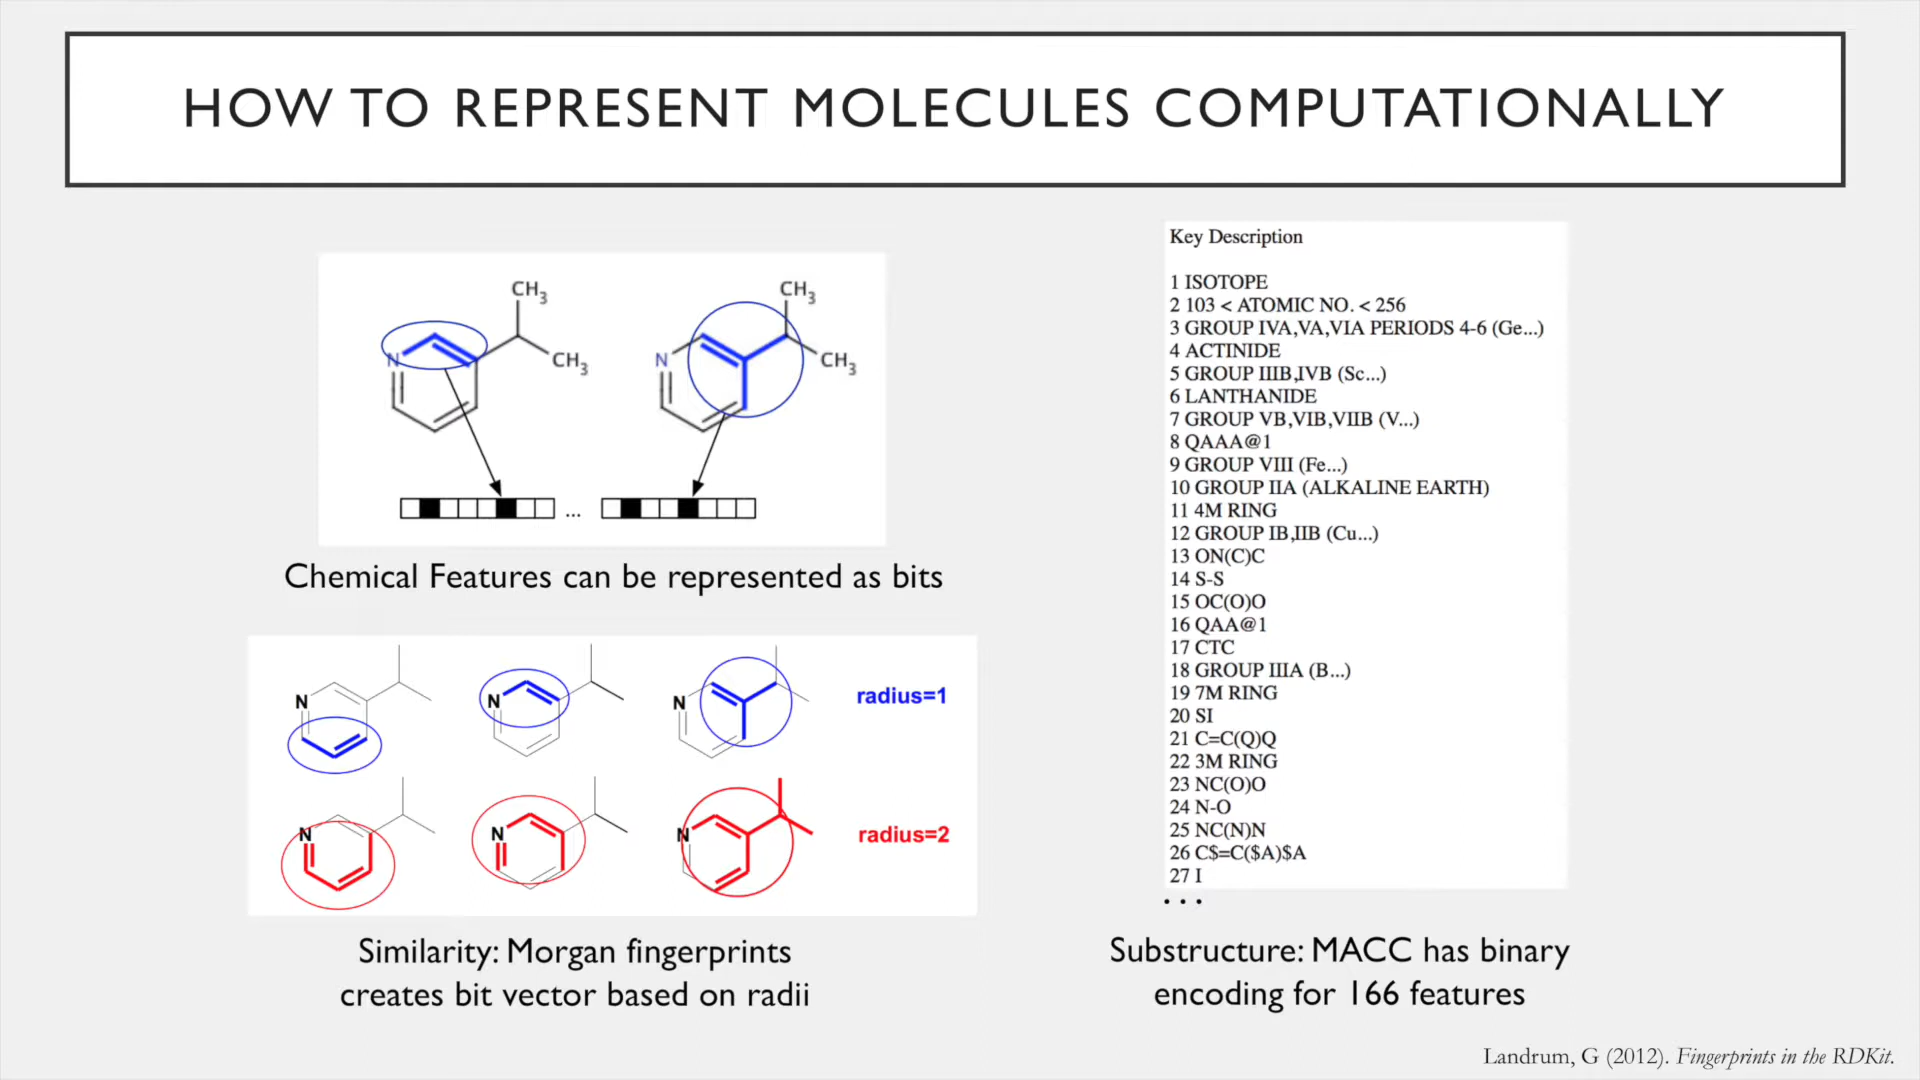 HOW TO REPRESENT MOLECULES COMPUTATIONALLY
CH3
CH3
N
CH3
CH3
N
...
Chemical Features can be represented as bits
N
N
N
radius=1
N
N
N
radius=2
Similarity: Morgan fingerprints
creates bit vector based on radii
Key Description
1 ISOTOPE
2 103 < ATOMIC NO. < 256
3 GROUP IVA,VA,VIA PERIODS 4-6 (Ge...)
4 ACTINIDE
5 GROUP IIIB,IVB (Sc...)
6 LANTHANIDE
7 GROUP VB,VIB,VIIB (V...)
8 QAAA@1
9 GROUP VIII (Fe...)
10 GROUP IIA (ALKALINE EARTH)
11 4M RING
12 GROUP IB,IIB (Cu...)
13 ON(C)C
14 S-S
15 OC(O)O
16 QAA@1
17 CTC
18 GROUP IIIA (B...)
19 7M RING
20 SI
21 C=C(Q)Q
22 3M RING
23 NC(O)O
24 N-O
25 NC(N)N
26 C$=C($A)$A
27 I
...
Substructure: MACC has binary
encoding for 166 features
Landrum, G (2012). Fingerprints in the RDKit.